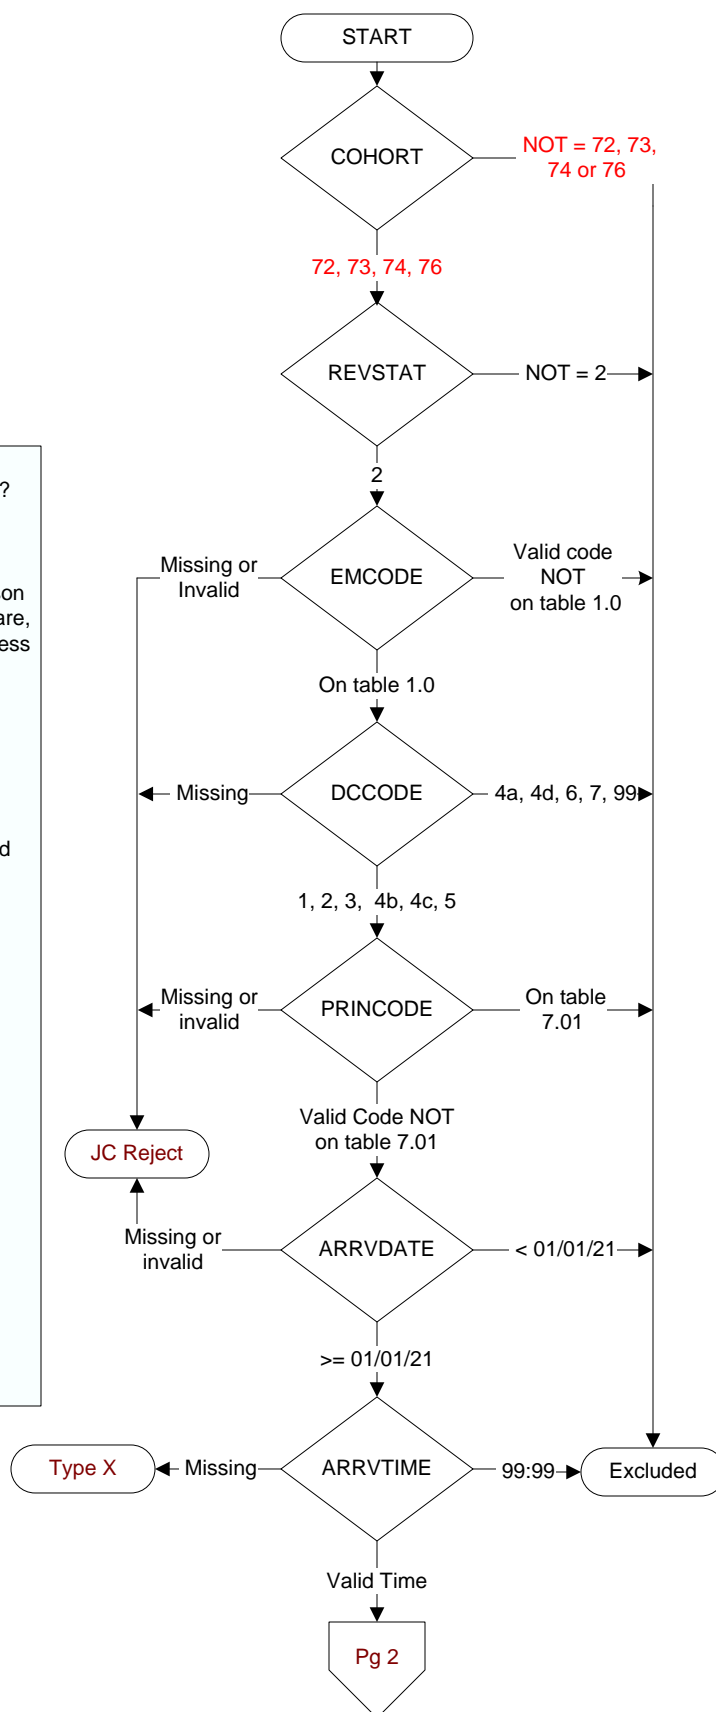 START
COHORT
NOT = 72, 73,
74 or 76
72, 73, 74, 76
REVSTAT
NOT = 2
2
?
son
are,
ess
d
EMCODE
Missing or
Invalid
Valid code
NOT
on table 1.0
On table 1.0
DCCODE
Missing
4a, 4d, 6, 7, 99
1, 2, 3, 4b, 4c, 5
PRINCODE
Missing or
invalid
On table
7.01
Valid Code NOT
on table 7.01
JC Reject
ARRVDATE
Missing or
invalid
< 01/01/21
>= 01/01/21
ARRVTIME
Type X
Missing
99:99
Excluded
Valid Time
Pg 2